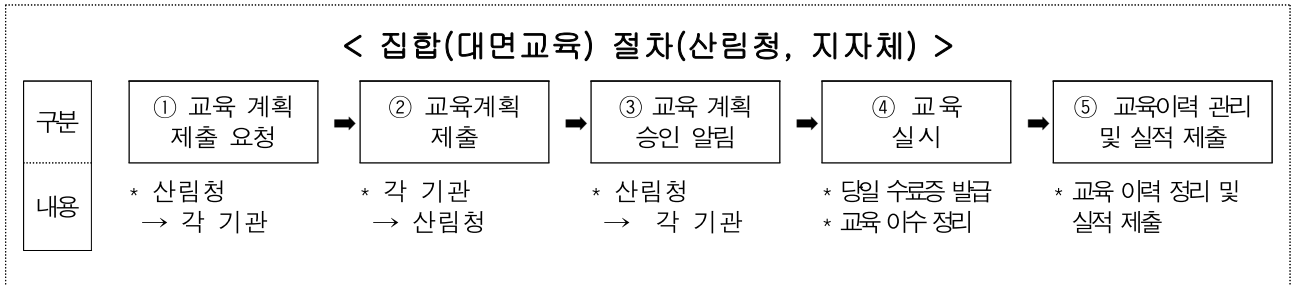 < 집합(대면교육) 절차(산림청, 지자체) >
구분
① 교육 계획
제출 요청
➡
② 교육계획
제출
➡
③ 교육 계획
승인 알림
➡
④ 교육
실시
➡
⑤ 교육이력 관리
및 실적 제출
내용
* 산림청
→ 각 기관
* 각 기관
→ 산림청
* 산림청
→ 각 기관
* 당일 수료증 발급
* 교육 이수 정리
* 교육 이력 정리 및
실적 제출